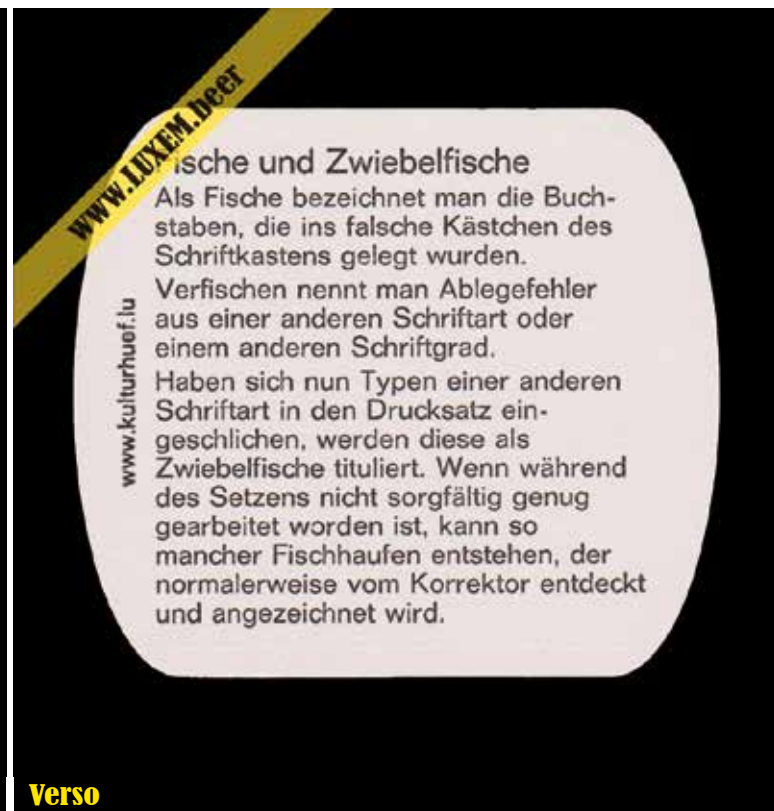 www.LUXEM.beer
Fische und Zwiebelfische
Als Fische bezeichnet man die Buch-
staben, die ins falsche Kästchen des
Schriftkastens gelegt wurden.
Verfischen nennt man Ablegefehler
aus einer anderen Schriftart oder
einem anderen Schriftgrad.
Haben sich nun Typen einer anderen
Schriftart in den Drucksatz ein-
geschlichen, werden diese als
Zwiebelfische tituliert. Wenn während
des Setzens nicht sorgfältig genug
gearbeitet worden ist, kann so
mancher Fischhaufen entstehen, der
normalerweise vom Korrektor entdeckt
und angezeichnet wird.
www.kulturhuef.lu
Verso